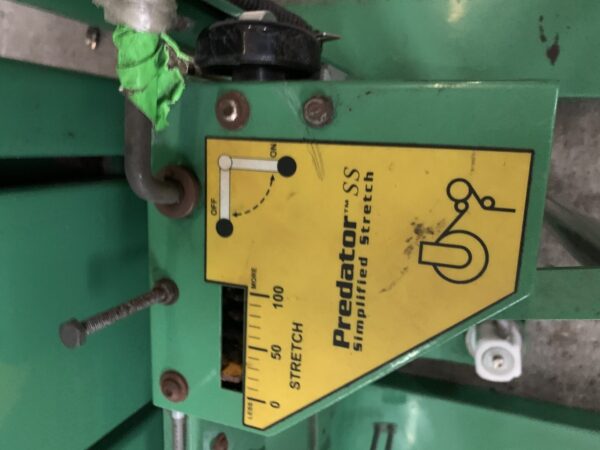 OFF
ON
Predator™ SS
Simplified Stretch
LESS
MORE
0
50
100
STRETCH